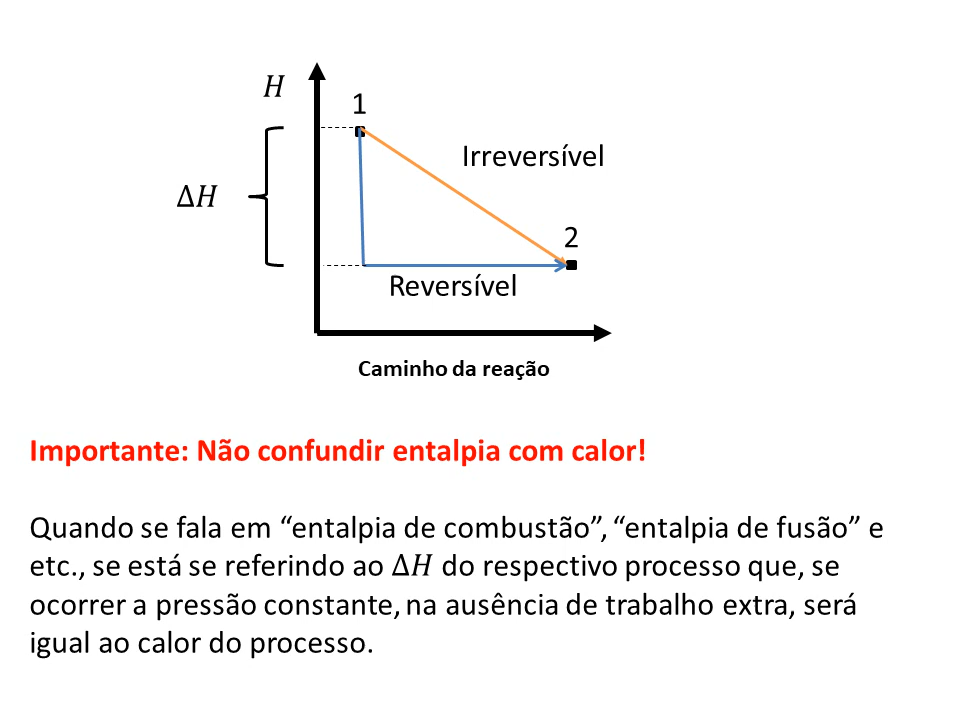 H
1
Irreversível
ΔH
2
Reversível
Caminho da reação
Importante: Não confundir entalpia com calor!
Quando se fala em “entalpia de combustão”, “entalpia de fusão” e
etc., se está se referindo ao ΔH do respectivo processo que, se
ocorrer a pressão constante, na ausência de trabalho extra, será
igual ao calor do processo.